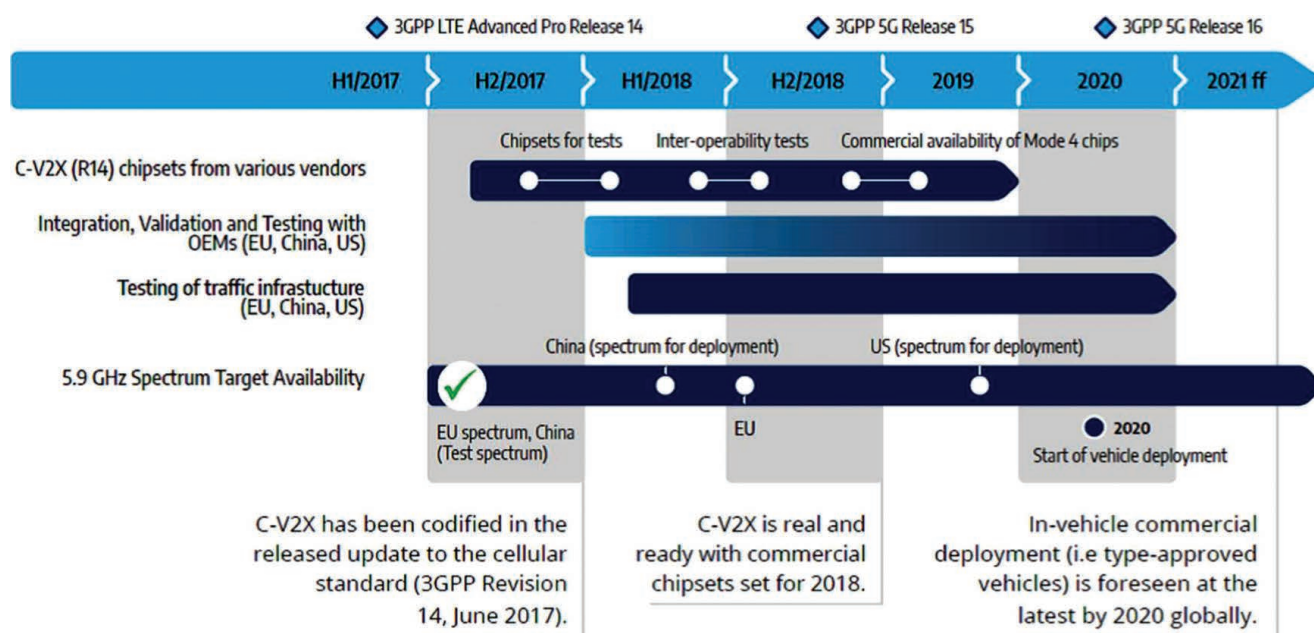 3GPP LTE Advanced Pro Release 14
3GPP 5G Release 15
3GPP 5G Release 16
H1/2017
H2/2017
H1/2018
H2/2018
2019
2020
2021 ff
Chipsets for tests
Inter-operability tests
Commercial availability of Mode 4 chips
C-V2X (R14) chipsets from various vendors
Integration, Validation and Testing with
OEMs (EU, China, US)
Testing of traffic infrastucture
(EU, China, US)
China (spectrum for deployment)
US (spectrum for deployment)
5.9 GHz Spectrum Target Availability
EU spectrum, China
(Test spectrum)
EU
2020
Start of vehicle deployment
C-V2X has been codified in the
released update to the cellular
standard (3GPP Revision
14, June 2017).
C-V2X is real and
ready with commercial
chipsets set for 2018.
In-vehicle commercial
deployment (i.e type-approved
vehicles) is foreseen at the
latest by 2020 globally.